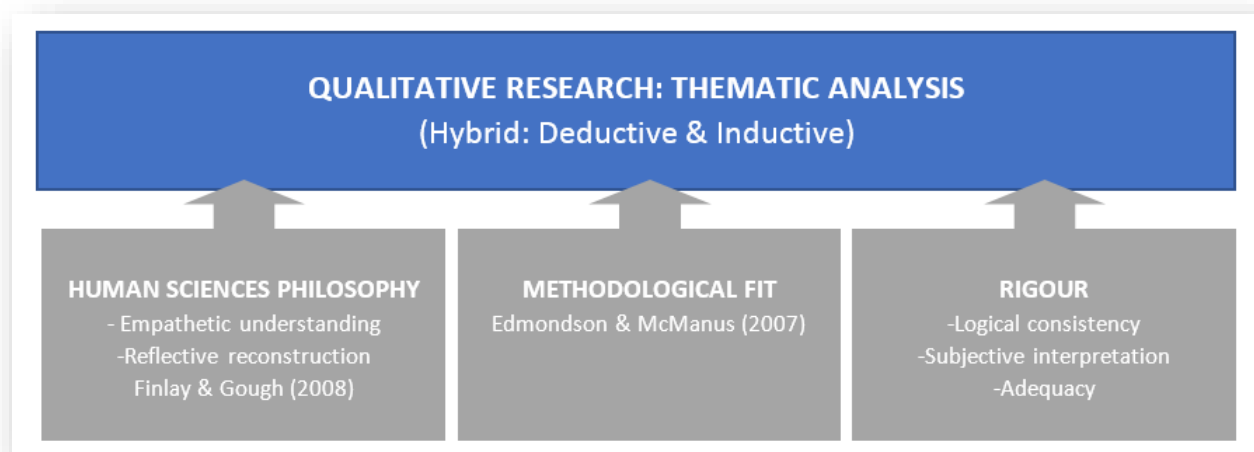 QUALITATIVE RESEARCH: THEMATIC ANALYSIS
(Hybrid: Deductive & Inductive)
HUMAN SCIENCES PHILOSOPHY
- Empathetic understanding
-Reflective reconstruction
Finlay & Gough (2008)
METHODOLOGICAL FIT
Edmondson & McManus (2007)
RIGOUR
-Logical consistency
-Subjective interpretation
-Adequacy